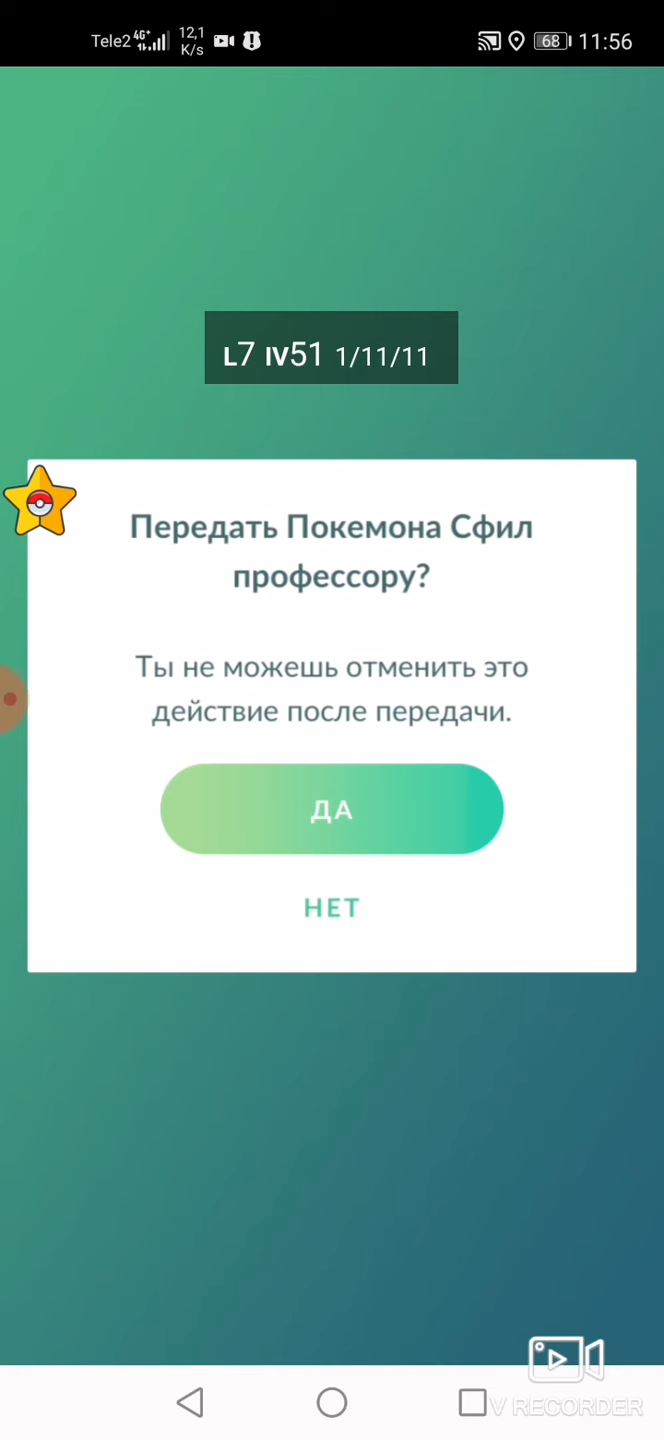 Tele2 4G+ 12,1 K/s 68 11:56
L7 IV51 1/11/11
Передать Покемона Сфил
профессору?
Ты не можешь отменить это
действие после передачи.
ДА
НЕТ
V RECORDER